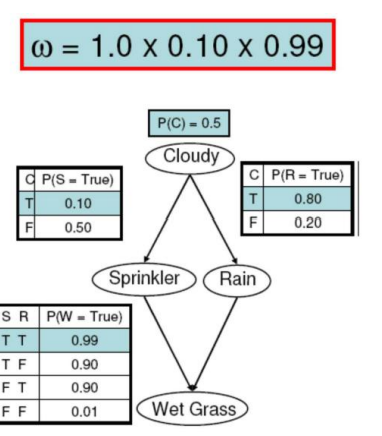 ω = 1.0 x 0.10 x 0.99
P(C) = 0.5
Cloudy
C P(S = True)
T 0.10
F 0.50
C P(R = True)
T 0.80
F 0.20
Sprinkler
Rain
S R P(W = True)
T T 0.99
T F 0.90
F T 0.90
F F 0.01
Wet Grass